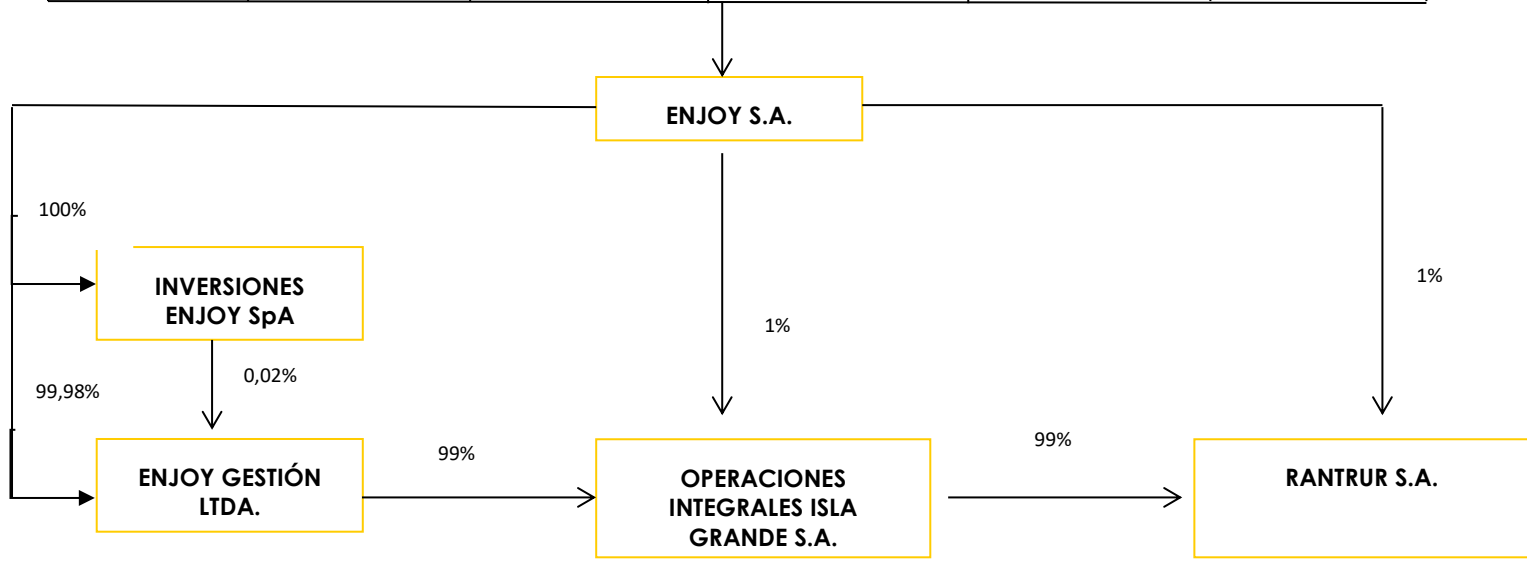 ENJOY S.A.
100%
INVERSIONES
ENJOY SpA
1%
1%
0,02%
99,98%
ENJOY GESTIÓN
LTDA.
99%
OPERACIONES
INTEGRALES ISLA
GRANDE S.A.
99%
RANTRUR S.A.